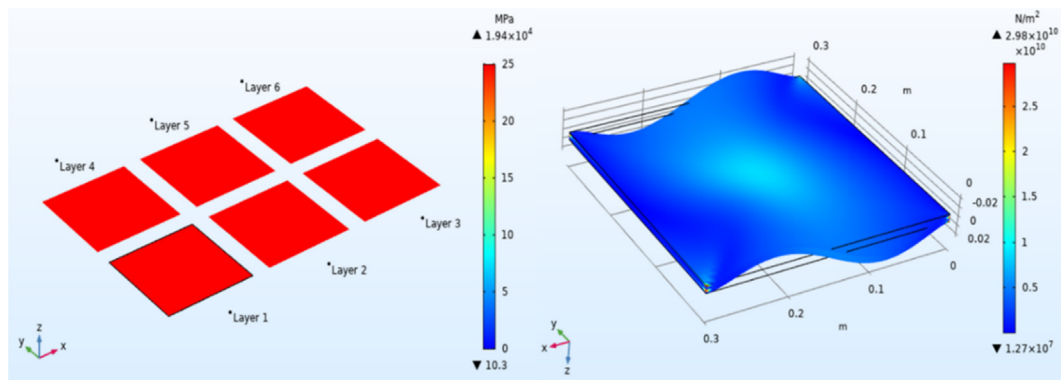 MPa
▲ 1.94×10⁴
25
20
15
10
5
0
▼ 10.3
Layer 6
Layer 5
Layer 4
Layer 3
Layer 2
Layer 1
z
y
x
N/m²
▲ 2.98×10¹⁰
×10¹⁰
2.5
2
1.5
1
0.5
▼ 1.27×10⁷
0.3
0.2
m
0.1
0
-0.02
0
0.02
0
0.1
m
0.2
0.3
y
x
z